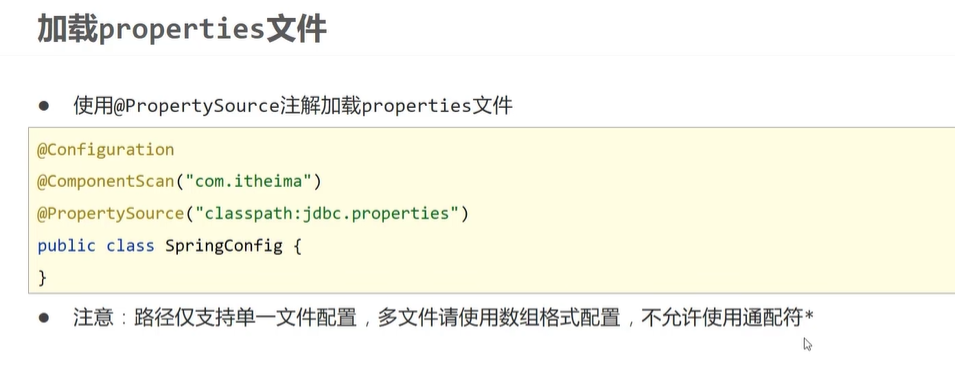 加载properties文件
● 使用@PropertySource注解加载properties文件
@Configuration
@ComponentScan("com.itheima")
@PropertySource("classpath:jdbc.properties")
public class SpringConfig {
}
● 注意：路径仅支持单一文件配置，多文件请使用数组格式配置，不允许使用通配符*